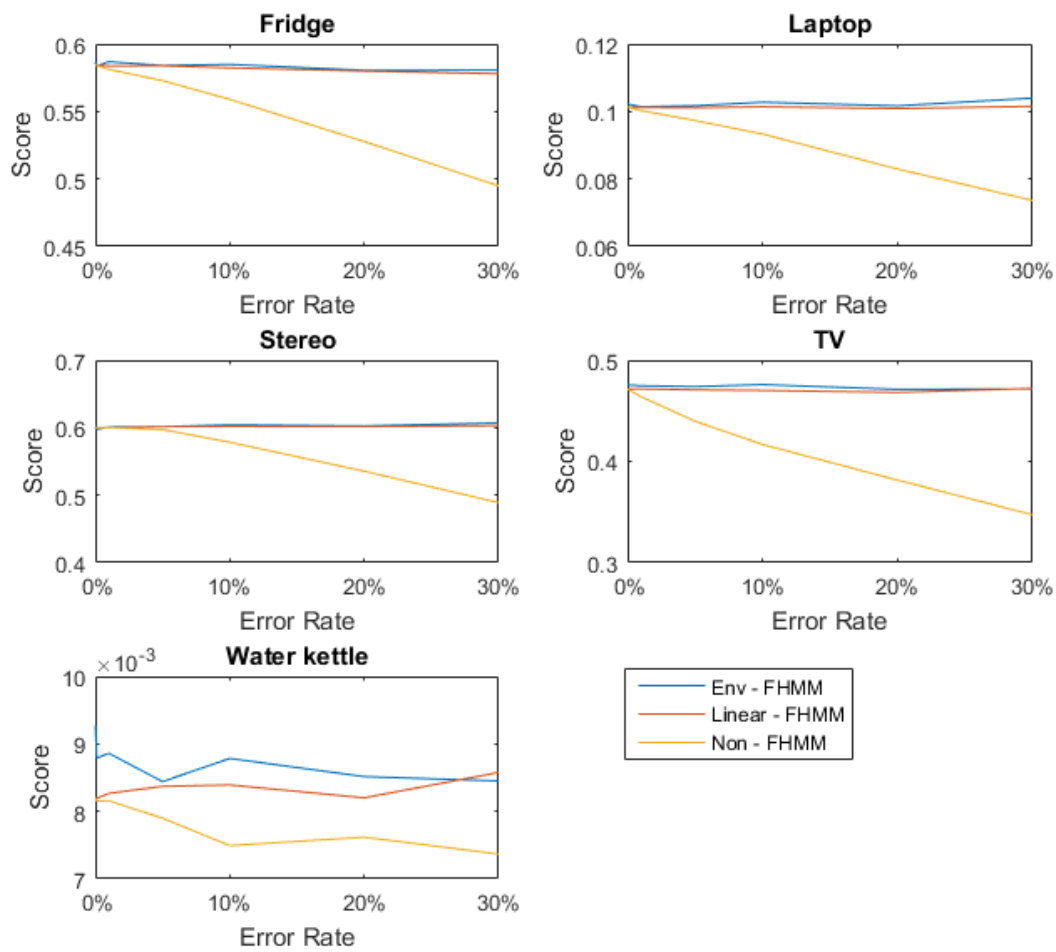 Fridge
0.6
0.55
0.5
0.45
Score
0% 10% 20% 30%
Error Rate
Laptop
0.12
0.1
0.08
0.06
Score
0% 10% 20% 30%
Error Rate
Stereo
0.7
0.6
0.5
0.4
Score
0% 10% 20% 30%
Error Rate
TV
0.5
0.4
0.3
Score
0% 10% 20% 30%
Error Rate
×10⁻³ Water kettle
10
9
8
7
Score
0% 10% 20% 30%
Error Rate
Env - FHMM
Linear - FHMM
Non - FHMM